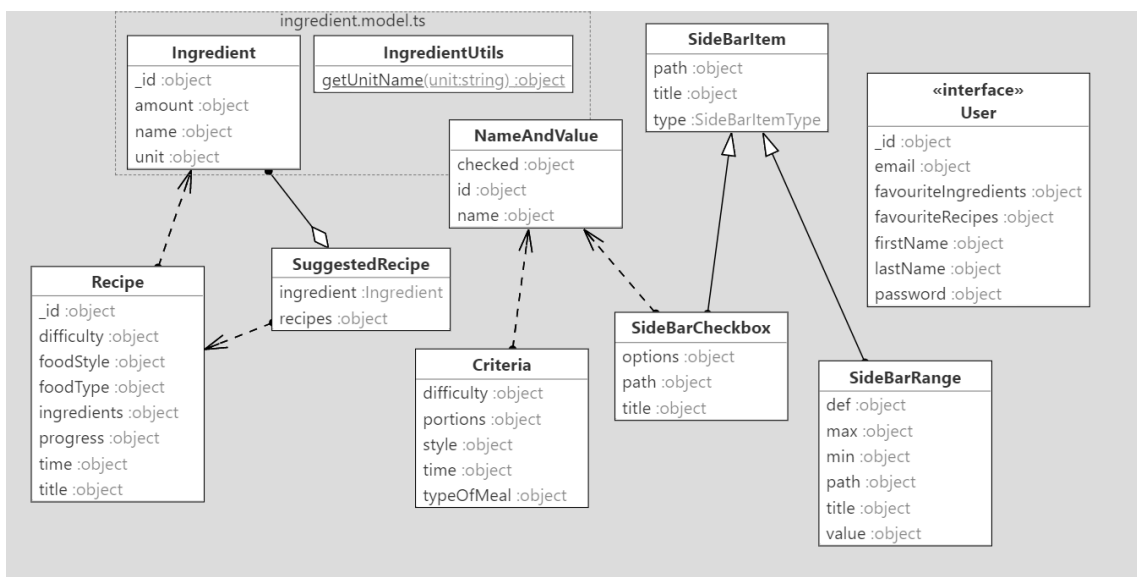 ingredient.model.ts
Ingredient
_id :object
amount :object
name :object
unit :object
IngredientUtils
getUnitName(unit:string) :object
NameAndValue
checked :object
id :object
name :object
SideBarItem
path :object
title :object
type :SideBarItemType
«interface»
User
_id :object
email :object
favouriteIngredients :object
favouriteRecipes :object
firstName :object
lastName :object
password :object
Recipe
_id :object
difficulty :object
foodStyle :object
foodType :object
ingredients :object
progress :object
time :object
title :object
SuggestedRecipe
ingredient :Ingredient
recipes :object
Criteria
difficulty :object
portions :object
style :object
time :object
typeOfMeal :object
SideBarCheckbox
options :object
path :object
title :object
SideBarRange
def :object
max :object
min :object
path :object
title :object
value :object